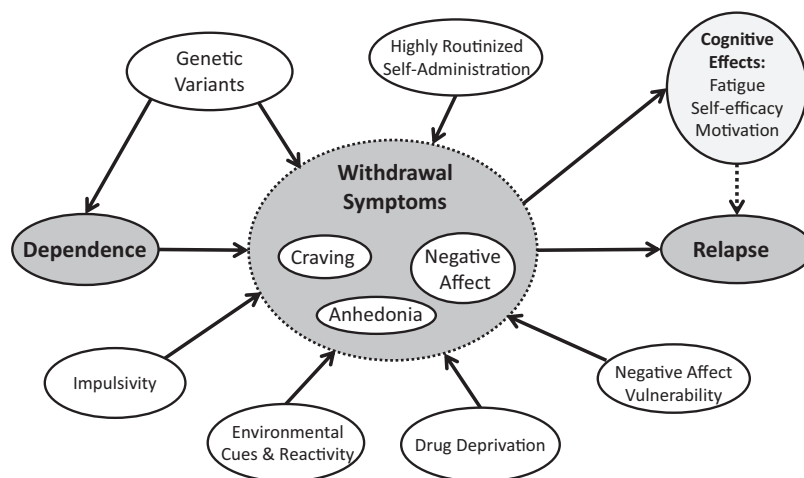 Genetic
Variants
Highly Routinized
Self-Administration
Cognitive
Effects:
Fatigue
Self-efficacy
Motivation
Withdrawal
Symptoms
Dependence
Craving
Negative
Affect
Anhedonia
Relapse
Impulsivity
Environmental
Cues & Reactivity
Drug Deprivation
Negative Affect
Vulnerability